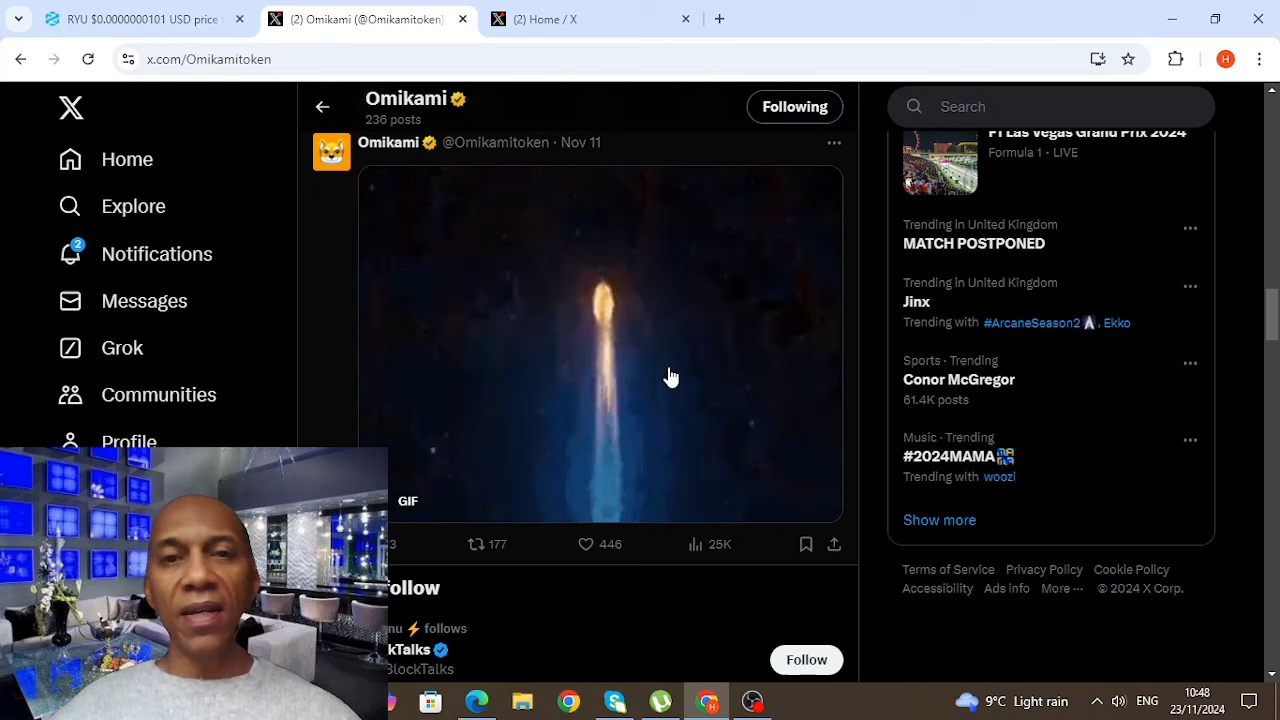 RYU $0.0000000101 USD price
(2) Omikami (@Omikamitoken)
(2) Home / X
x.com/Omikamitoken
H
Home
Explore
2
Notifications
Messages
Grok
Communities
Profile
Omikami
236 posts
Following
Omikami @Omikamitoken · Nov 11
GIF
3
177
446
25K
follow
nu ⚡ follows
kTalks
BlockTalks
Follow
Search
F1 Las Vegas Grand Prix 2024
Formula 1 · LIVE
Trending in United Kingdom
MATCH POSTPONED
Trending in United Kingdom
Jinx
Trending with #ArcaneSeason2, Ekko
Sports · Trending
Conor McGregor
61.4K posts
Music · Trending
#2024MAMA
Trending with woozi
Show more
Terms of Service Privacy Policy Cookie Policy
Accessibility Ads info More ··· © 2024 X Corp.
9°C Light rain
ENG
10:48
23/11/2024